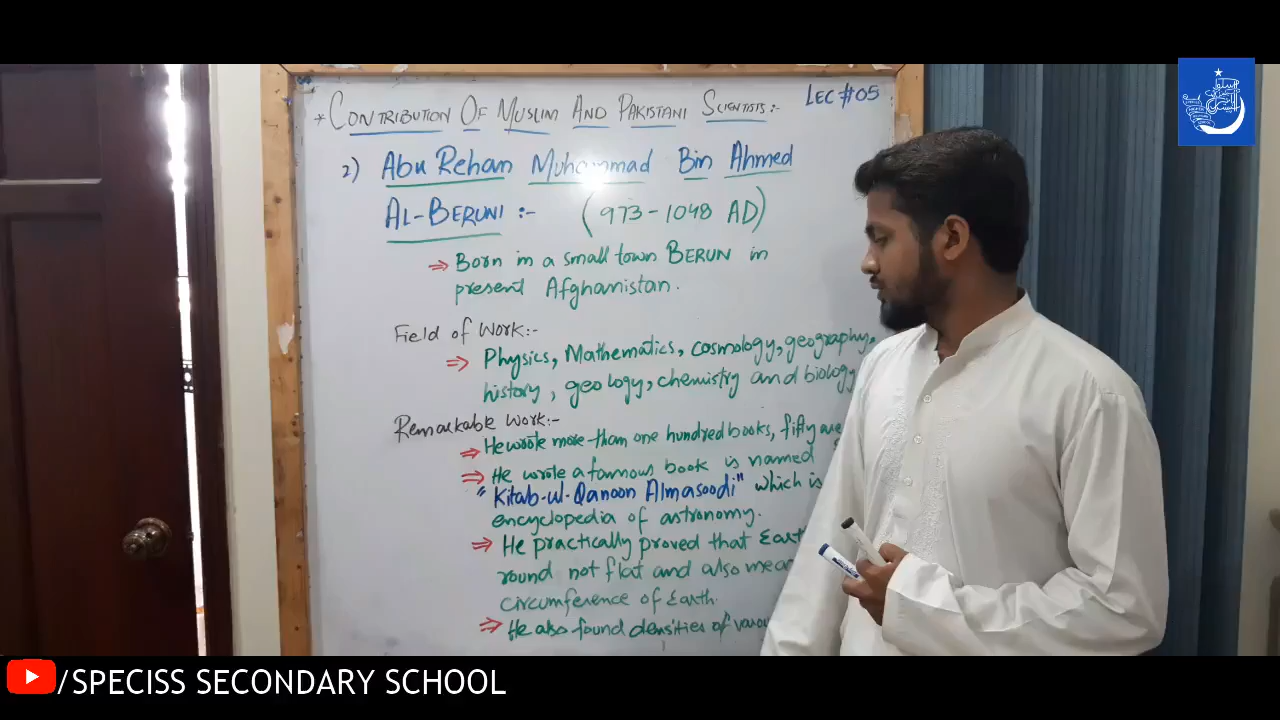 * CONTRIBUTION OF MUSLIM AND PAKISTANI SCIENTISTS:-
LEC #05
2) Abu Rehan Muhammad Bin Ahmed
AL-BERUNI :- (973-1048 AD)
⇒ Born in a small town BERUN in
present Afghanistan.
Field of Work:-
⇒ Physics, Mathematics, cosmology, geography,
history, geology, chemistry and biology
Remarkable Work:-
⇒ He wrote more than one hundred books, fifty are
⇒ He wrote a famous book is named
"Kitab-ul-Qanoon Almasoodi" which is
encyclopedia of astronomy.
⇒ He practically proved that Earth
round not flat and also
circumference of Earth.
⇒ He also found densities of
/SPECISS SECONDARY SCHOOL